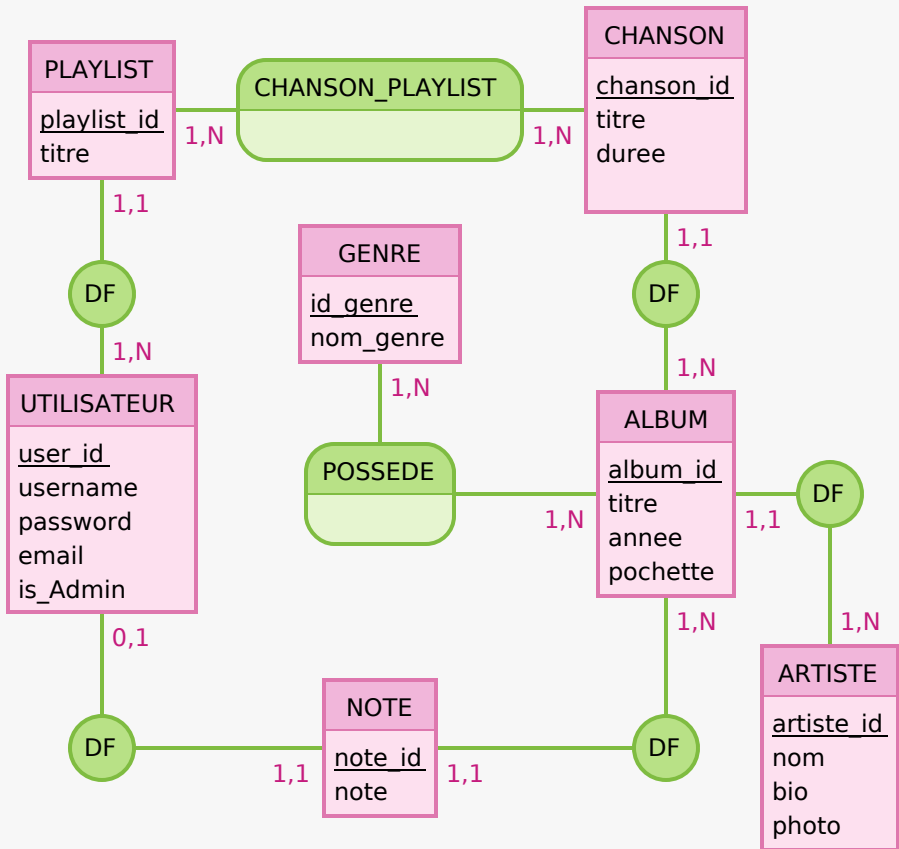 PLAYLIST
playlist_id
titre
1,N
CHANSON_PLAYLIST
1,N
CHANSON
chanson_id
titre
duree
1,1
DF
1,N
1,1
DF
1,N
GENRE
id_genre
nom_genre
1,N
POSSEDE
1,N
UTILISATEUR
user_id
username
password
email
is_Admin
ALBUM
album_id
titre
annee
pochette
1,1
DF
1,N
ARTISTE
artiste_id
nom
bio
photo
0,1
DF
1,1
NOTE
note_id
note
1,1
DF
1,N